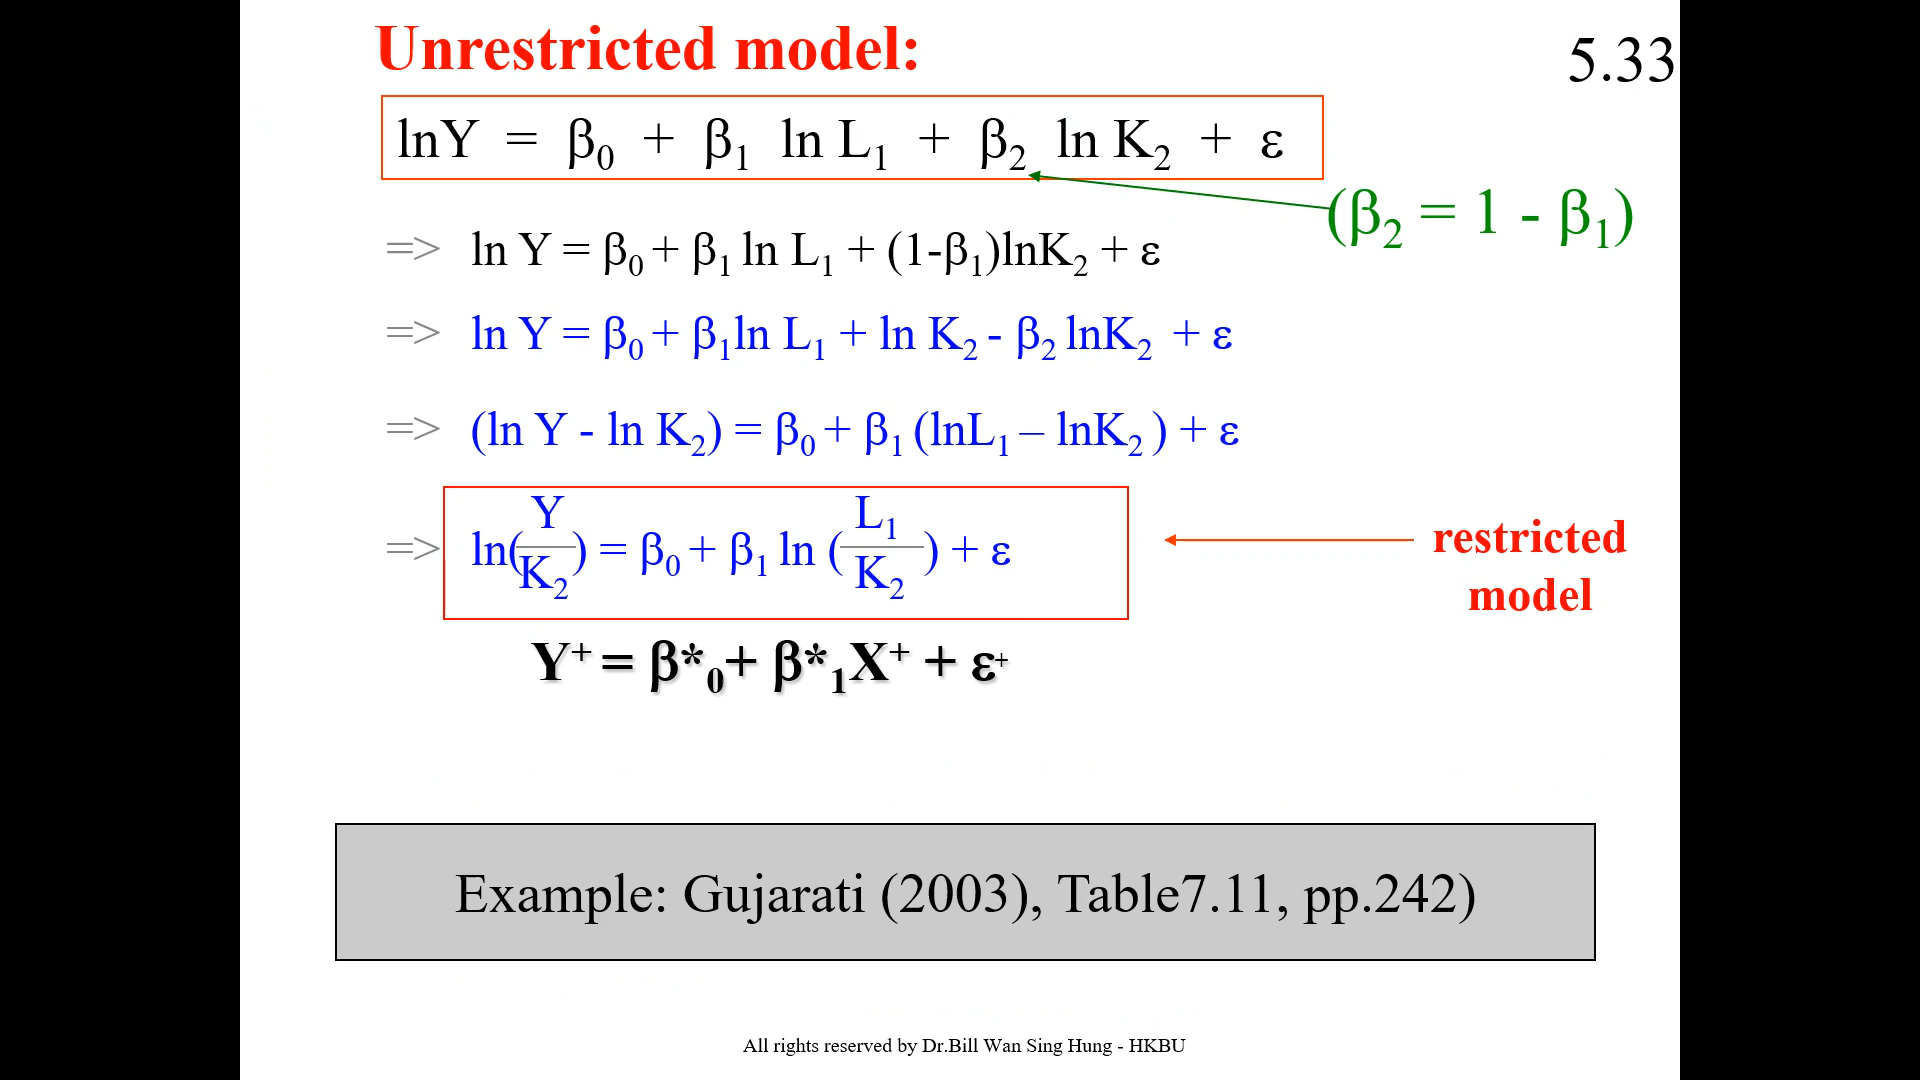 Unrestricted model:
5.33
lnY = β₀ + β₁ ln L₁ + β₂ ln K₂ + ε
(β₂ = 1 - β₁)
=> ln Y = β₀ + β₁ ln L₁ + (1-β₁)lnK₂ + ε
=> ln Y = β₀ + β₁ln L₁ + ln K₂ - β₂ lnK₂ + ε
=> (ln Y - ln K₂) = β₀ + β₁ (lnL₁ – lnK₂ ) + ε
=> ln(Y/K₂) = β₀ + β₁ ln (L₁/K₂) + ε
restricted
model
Y⁺ = β*₀+ β*₁X⁺ + ε⁺
Example: Gujarati (2003), Table7.11, pp.242)
All rights reserved by Dr.Bill Wan Sing Hung - HKBU